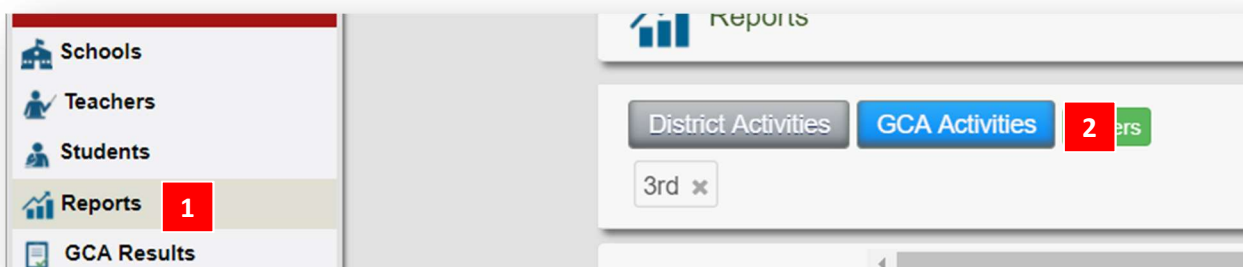 Schools
Teachers
Students
Reports 1
GCA Results
Reports
District Activities GCA Activities 2
3rd ×